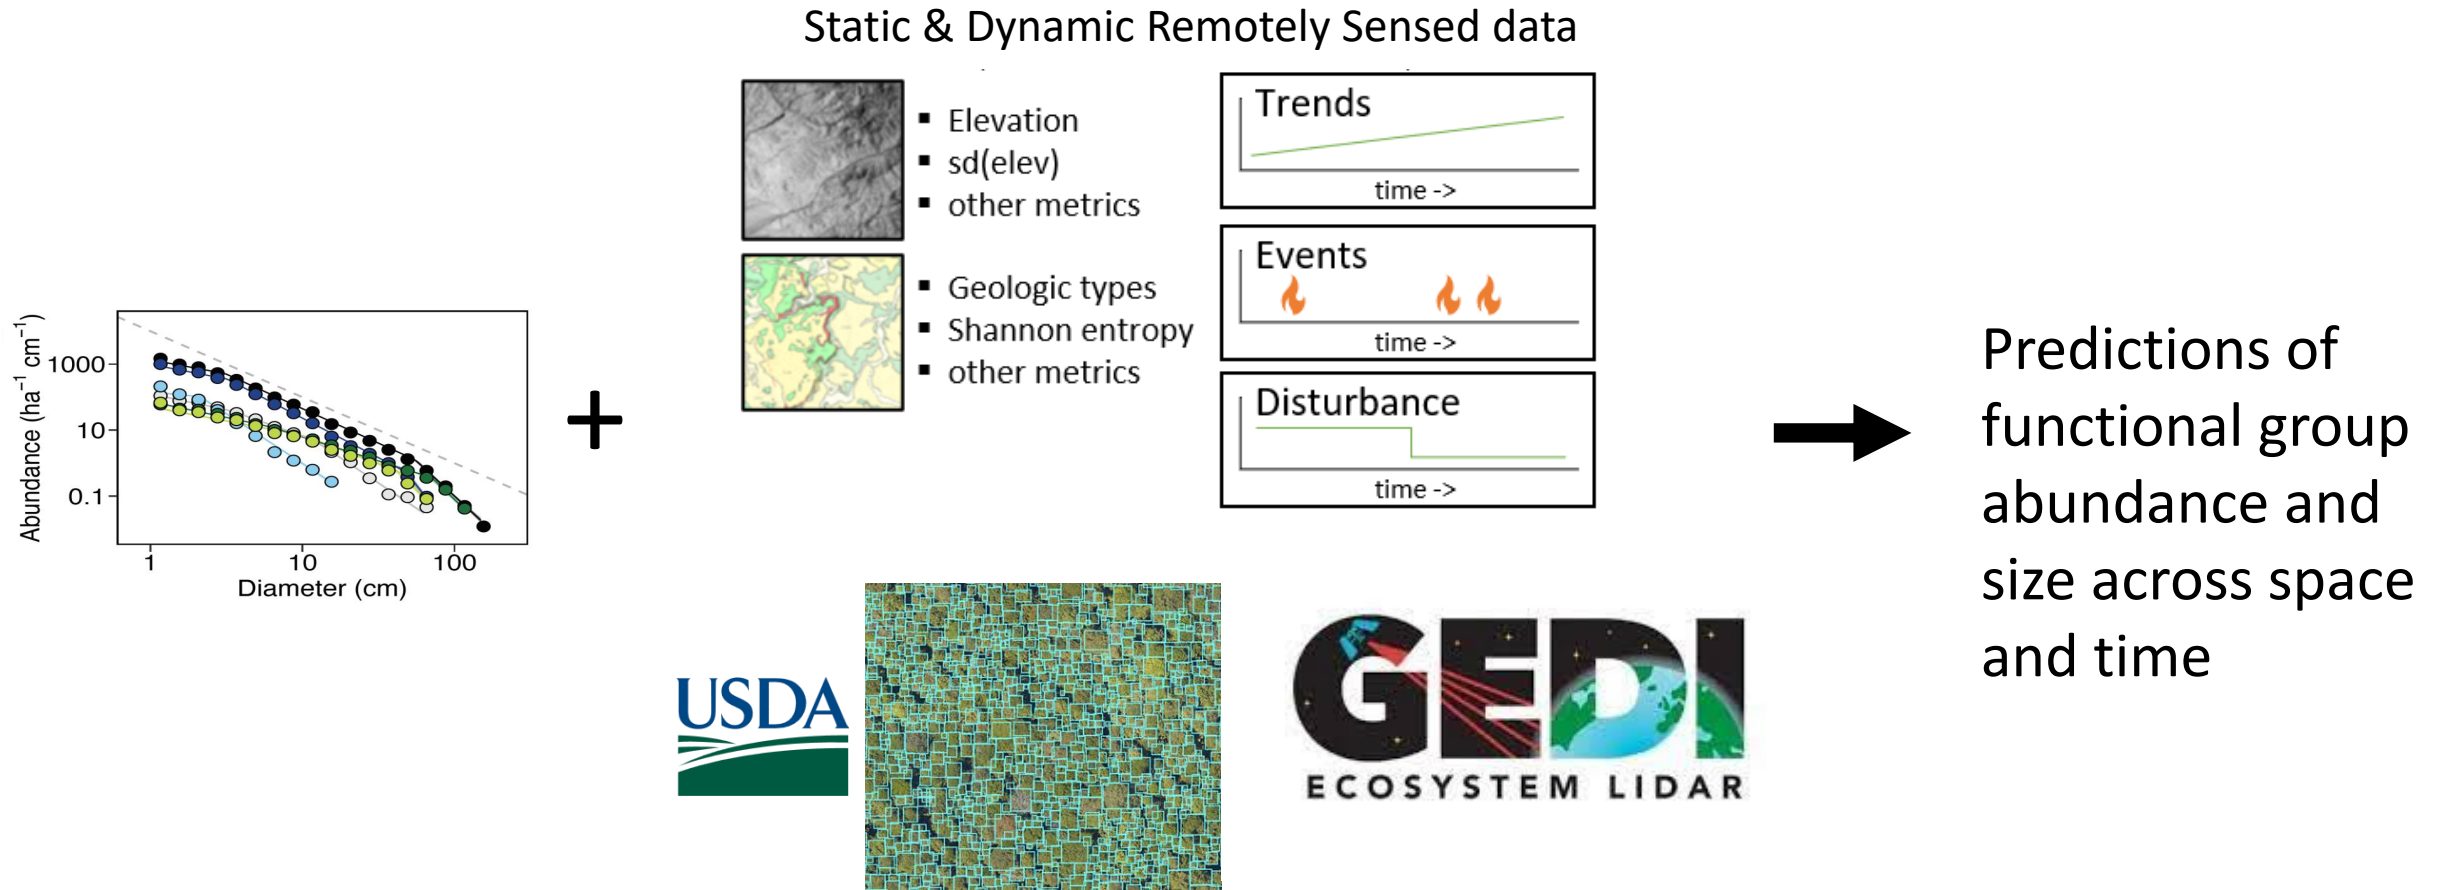 Static & Dynamic Remotely Sensed data
▪ Elevation
▪ sd(elev)
▪ other metrics
▪ Geologic types
▪ Shannon entropy
▪ other metrics
Trends
time ->
Events
time ->
Disturbance
time ->
Abundance (ha⁻¹ cm⁻¹)
1000
10
0.1
1 10 100
Diameter (cm)
+
USDA
GEDI
ECOSYSTEM LIDAR
Predictions of
functional group
abundance and
size across space
and time